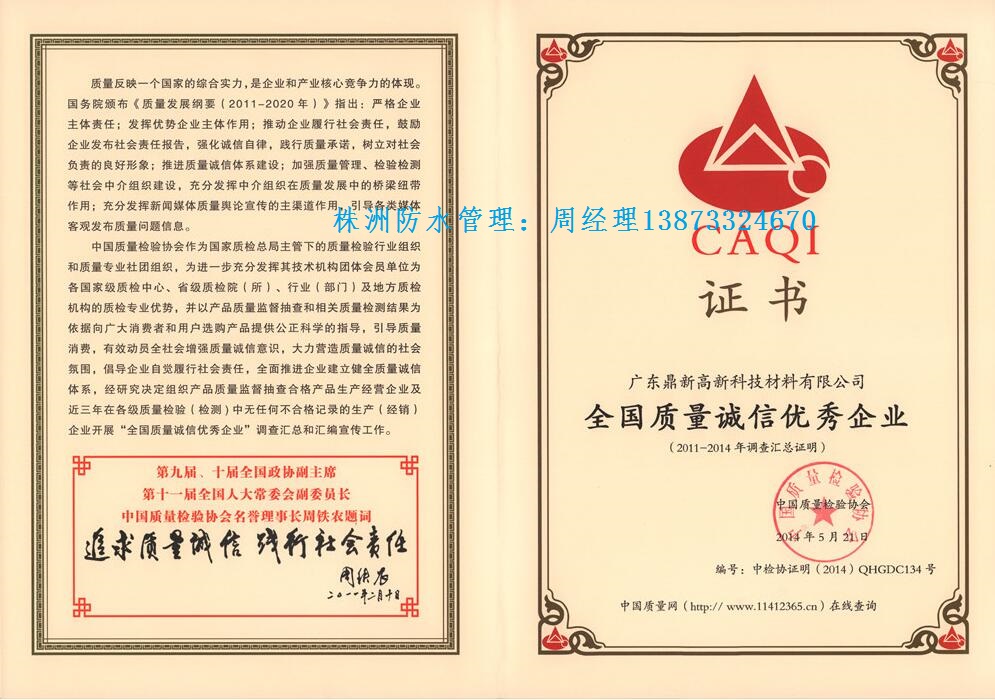 质量反映一个国家的综合实力，是企业和产业核心竞争力的体现。
国务院颁布《质量发展纲要（2011-2020年）》指出：严格企业
主体责任；发挥优势企业主体作用；推动企业履行社会责任，鼓励
企业发布社会责任报告，强化诚信自律，践行质量承诺，树立对社会
负责的良好形象；推进质量诚信体系建设；加强质量管理、检验检测
等社会中介组织建设，充分发挥中介组织在质量发展中的桥梁纽带
作用；充分发挥新闻媒体质量舆论宣传的主渠道作用，引导各类媒体
客观发布质量问题信息。
中国质量检验协会作为国家质检总局主管下的质量检验行业组织
和质量专业社团组织，为进一步充分发挥其技术机构团体会员单位为
各国家级质检中心、省级质检院（所）、行业（部门）及地方质检
机构的质检专业优势，并以产品质量监督抽查和相关质量检测结果为
依据向广大消费者和用户选购产品提供公正科学的指导，引导质量
消费，有效动员全社会增强质量诚信意识，大力营造质量诚信的社会
氛围，倡导企业自觉履行社会责任，全面推进企业建立健全质量诚信
体系，经研究决定组织产品质量监督抽查合格产品生产经营企业及
近三年在各级质量检验（检测）中无任何不合格记录的生产（经销）
企业开展“全国质量诚信优秀企业”调查汇总和汇编宣传工作。
第九届、十届全国政协副主席
第十一届全国人大常委会副委员长
中国质量检验协会名誉理事长周铁农题词
追求质量诚信 践行社会责任
周铁农
二〇一一年二月十日
株洲防水管理：周经理13873324670
CAQI
证书
广东鼎新高新科技材料有限公司
全国质量诚信优秀企业
（2011-2014年调查汇总证明）
中国质量检验协会
中国质量检验协会
2014年5月21日
编号：中检协证明（2014）QHGDC134号
中国质量网（http://www.11412365.cn）在线查询